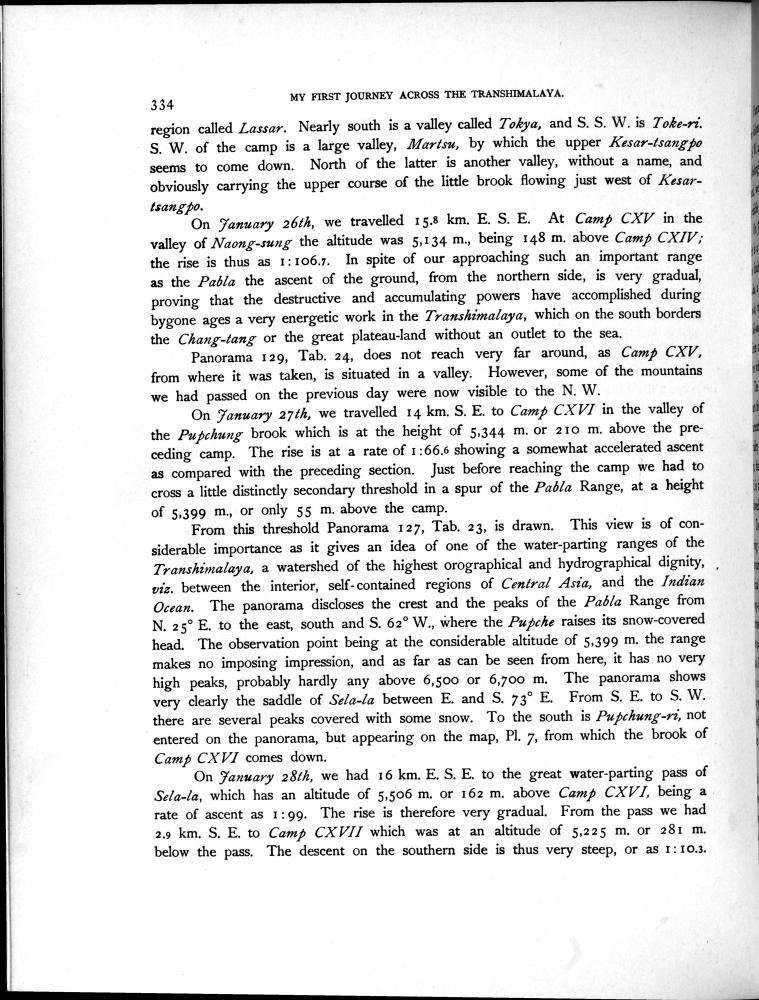 334
MY FIRST JOURNEY ACROSS THE TRANSHIMALAYA.
region called Lassar. Nearly south is a valley called Tokya, and S. S. W. is Toke-ri.
S. W. of the camp is a large valley, Martsu, by which the upper Kesar-tsangpo
seems to come down. North of the latter is another valley, without a name, and
obviously carrying the upper course of the little brook flowing just west of Kesar-
tsangpo.
On January 26th, we travelled 15.8 km. E. S. E. At Camp CXV in the
valley of Naong-sung the altitude was 5,134 m., being 148 m. above Camp CXIV;
the rise is thus as 1:106.7. In spite of our approaching such an important range
as the Pabla the ascent of the ground, from the northern side, is very gradual,
proving that the destructive and accumulating powers have accomplished during
bygone ages a very energetic work in the Transhimalaya, which on the south borders
the Chang-tang or the great plateau-land without an outlet to the sea.
Panorama 129, Tab. 24, does not reach very far around, as Camp CXV,
from where it was taken, is situated in a valley. However, some of the mountains
we had passed on the previous day were now visible to the N. W.
On January 27th, we travelled 14 km. S. E. to Camp CXVI in the valley of
the Pupchung brook which is at the height of 5,344 m. or 210 m. above the pre-
ceding camp. The rise is at a rate of 1:66.6 showing a somewhat accelerated ascent
as compared with the preceding section. Just before reaching the camp we had to
cross a little distinctly secondary threshold in a spur of the Pabla Range, at a height
of 5,399 m., or only 55 m. above the camp.
From this threshold Panorama 127, Tab. 23, is drawn. This view is of con-
siderable importance as it gives an idea of one of the water-parting ranges of the
Transhimalaya, a watershed of the highest orographical and hydrographical dignity,
viz. between the interior, self-contained regions of Central Asia, and the Indian
Ocean. The panorama discloses the crest and the peaks of the Pabla Range from
N. 25° E. to the east, south and S. 62° W., where the Pupche raises its snow-covered
head. The observation point being at the considerable altitude of 5,399 m. the range
makes no imposing impression, and as far as can be seen from here, it has no very
high peaks, probably hardly any above 6,500 or 6,700 m. The panorama shows
very clearly the saddle of Sela-la between E. and S. 73° E. From S. E. to S. W.
there are several peaks covered with some snow. To the south is Pupchung-ri, not
entered on the panorama, but appearing on the map, Pl. 7, from which the brook of
Camp CXVI comes down.
On January 28th, we had 16 km. E. S. E. to the great water-parting pass of
Sela-la, which has an altitude of 5,506 m. or 162 m. above Camp CXVI, being a
rate of ascent as 1:99. The rise is therefore very gradual. From the pass we had
2.9 km. S. E. to Camp CXVII which was at an altitude of 5,225 m. or 281 m.
below the pass. The descent on the southern side is thus very steep, or as 1:10.3.